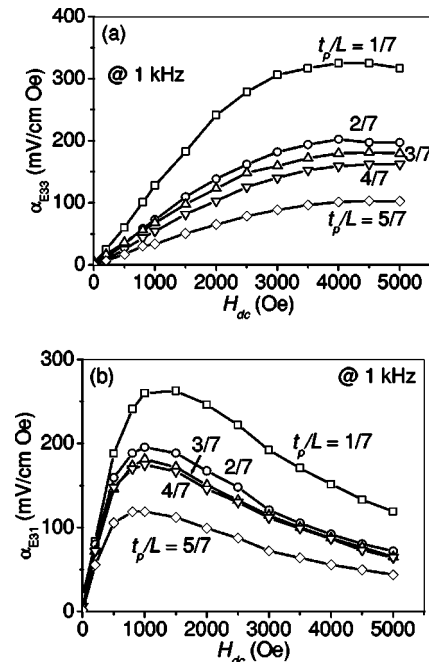 400
(a)
t_p/L = 1/7
@ 1 kHz
300
α_E33 (mV/cm Oe)
200
2/7
3/7
4/7
100
t_p/L = 5/7
0
0 1000 2000 3000 4000 5000
H_dc (Oe)
300
(b)
@ 1 kHz
α_E31 (mV/cm Oe)
200
t_p/L = 1/7
3/7
2/7
4/7
100
t_p/L = 5/7
0
0 1000 2000 3000 4000 5000
H_dc (Oe)